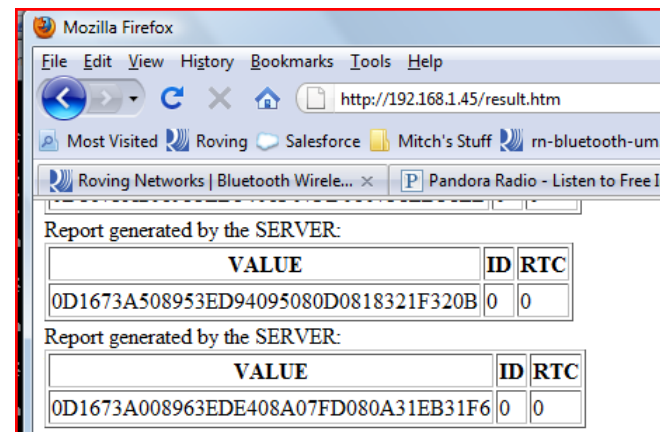 Mozilla Firefox
File Edit View History Bookmarks Tools Help
http://192.168.1.45/result.htm
Most Visited Roving Salesforce Mitch's Stuff rn-bluetooth-um
Roving Networks | Bluetooth Wirele... × Pandora Radio - Listen to Free I
Report generated by the SERVER:
VALUE ID RTC
0D1673A508953ED94095080D0818321F320B 0 0
Report generated by the SERVER:
VALUE ID RTC
0D1673A008963EDE408A07FD080A31EB31F6 0 0